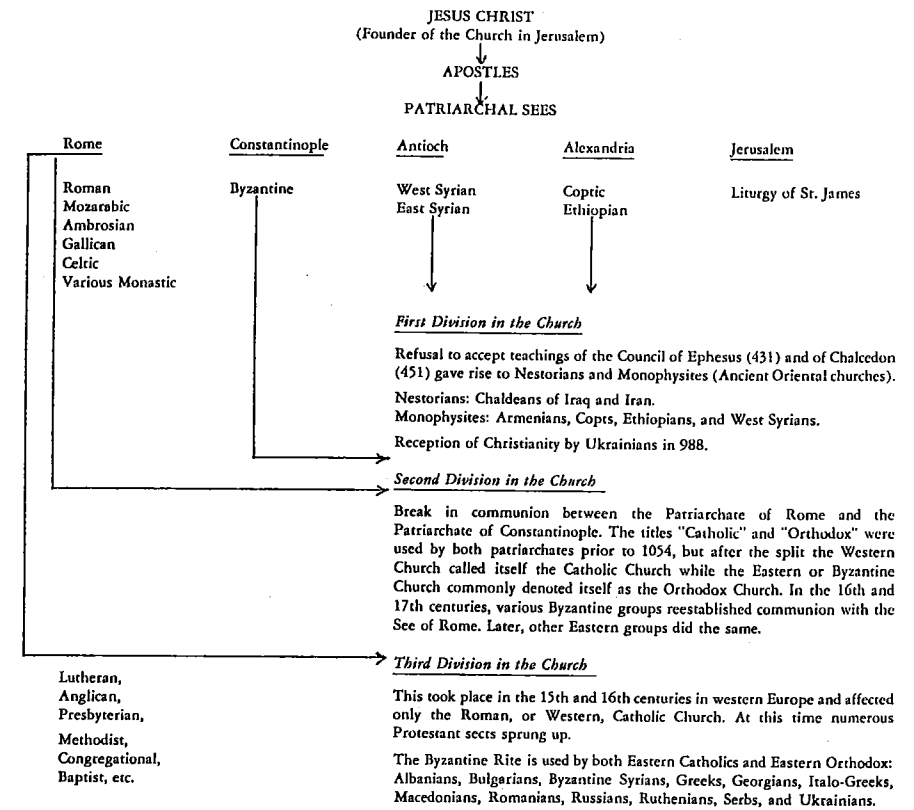 JESUS CHRIST
(Founder of the Church in Jerusalem)
APOSTLES
PATRIARCHAL SEES
Rome
Constantinople
Antioch
Alexandria
Jerusalem
Roman
Mozarabic
Ambrosian
Gallican
Celtic
Various Monastic
Byzantine
West Syrian
East Syrian
Coptic
Ethiopian
Liturgy of St. James
First Division in the Church
Refusal to accept teachings of the Council of Ephesus (431) and of Chalcedon
(451) gave rise to Nestorians and Monophysites (Ancient Oriental churches).
Nestorians: Chaldeans of Iraq and Iran.
Monophysites: Armenians, Copts, Ethiopians, and West Syrians.
Reception of Christianity by Ukrainians in 988.
Second Division in the Church
Break in communion between the Patriarchate of Rome and the
Patriarchate of Constantinople. The titles "Catholic" and "Orthodox" were
used by both patriarchates prior to 1054, but after the split the Western
Church called itself the Catholic Church while the Eastern or Byzantine
Church commonly denoted itself as the Orthodox Church. In the 16th and
17th centuries, various Byzantine groups reestablished communion with the
See of Rome. Later, other Eastern groups did the same.
Third Division in the Church
Lutheran,
Anglican,
Presbyterian,
Methodist,
Congregational,
Baptist, etc.
This took place in the 15th and 16th centuries in western Europe and affected
only the Roman, or Western, Catholic Church. At this time numerous
Protestant sects sprung up.
The Byzantine Rite is used by both Eastern Catholics and Eastern Orthodox:
Albanians, Bulgarians, Byzantine Syrians, Greeks, Georgians, Italo-Greeks,
Macedonians, Romanians, Russians, Ruthenians, Serbs, and Ukrainians.